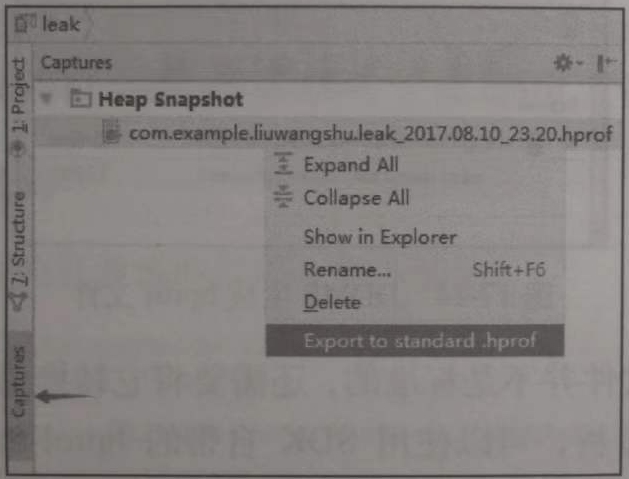 leak
Captures
1: Project
Heap Snapshot
com.example.liuwangshu.leak_2017.08.10_23.20.hprof
Expand All
Collapse All
Show in Explorer
Rename... Shift+F6
Delete
Export to standard .hprof
7: Structure
Captures